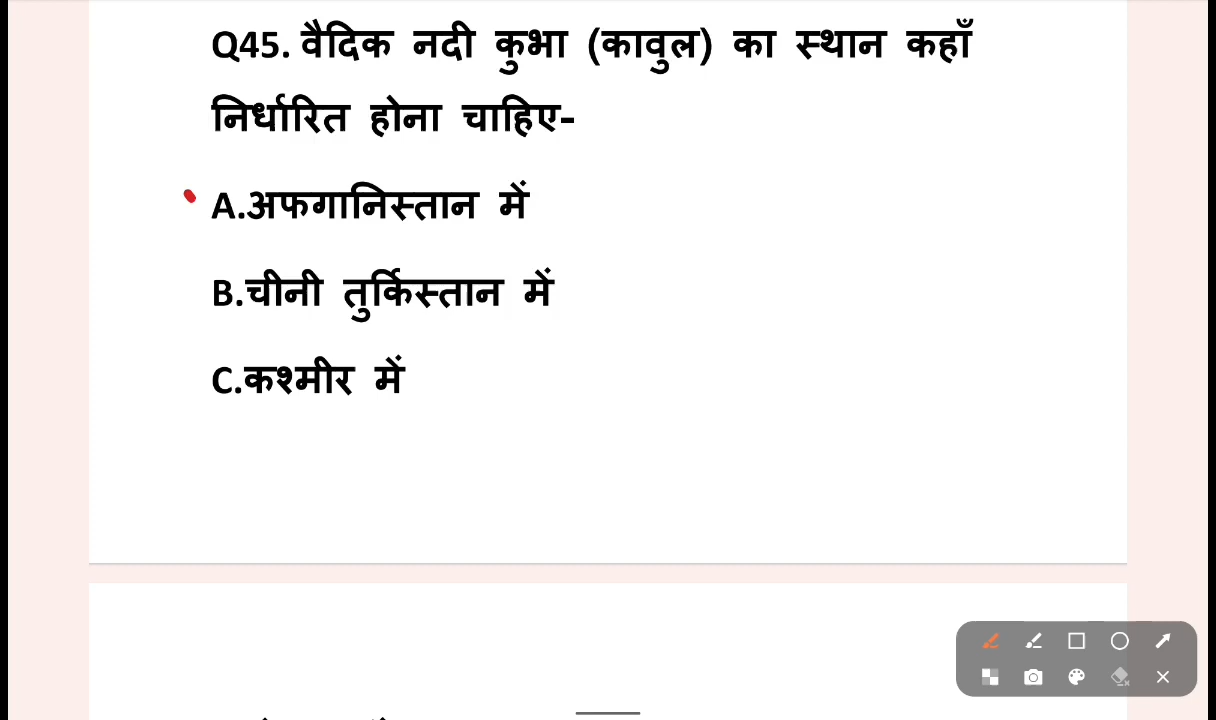 Q45. वैदिक नदी कुभा (कावुल) का स्थान कहाँ
निर्धारित होना चाहिए-
A.अफगानिस्तान में
B.चीनी तुर्किस्तान में
C.कश्मीर में